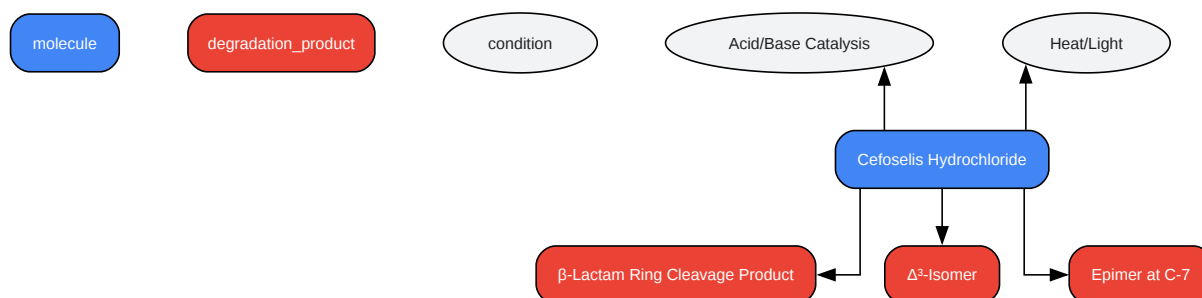 molecule
degradation_product
condition
Acid/Base Catalysis
Heat/Light
Cefoselis Hydrochloride
β-Lactam Ring Cleavage Product
Δ³-Isomer
Epimer at C-7